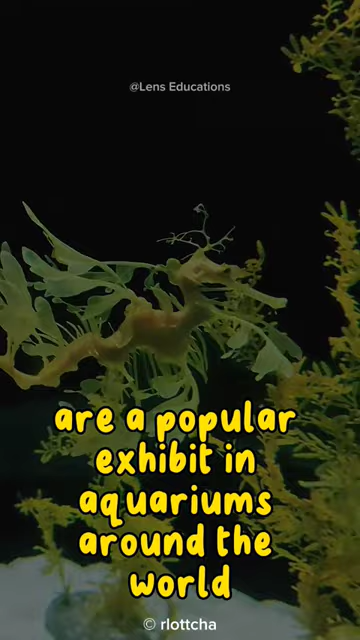 @Lens Educations
are a popular
exhibit in
aquariums
around the
world
© rlottcha